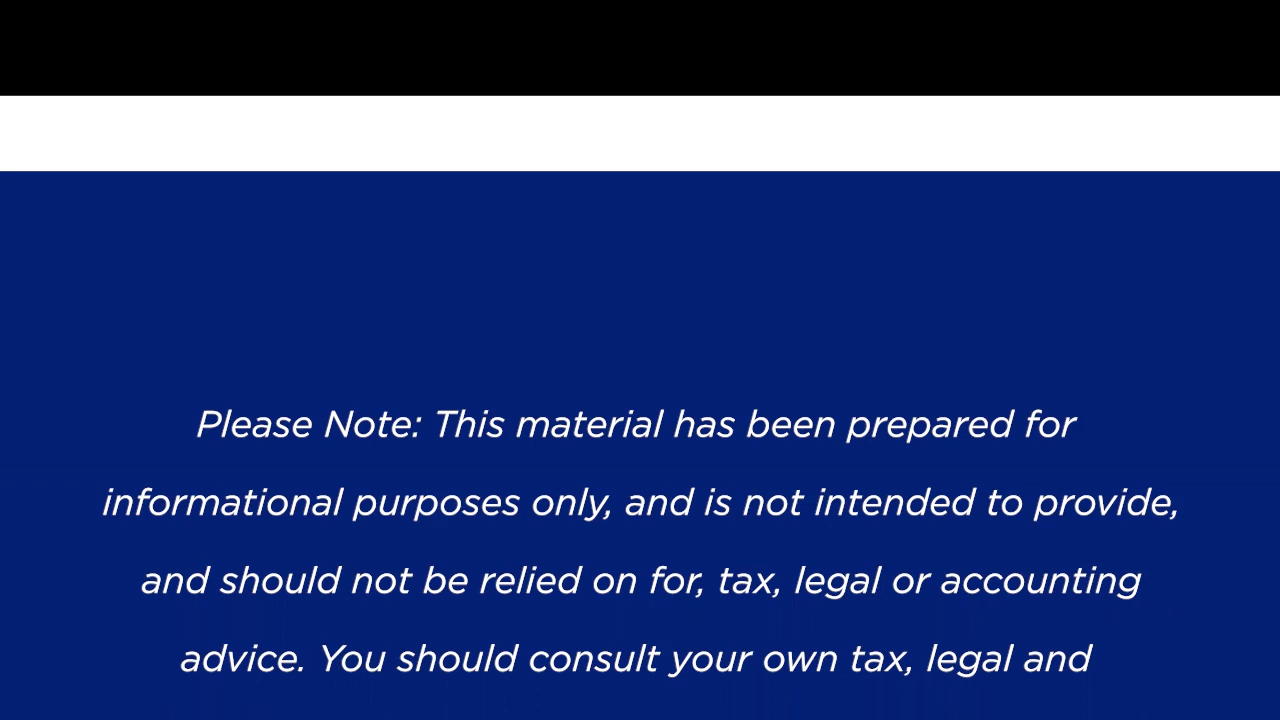 Please Note: This material has been prepared for
informational purposes only, and is not intended to provide,
and should not be relied on for, tax, legal or accounting
advice. You should consult your own tax, legal and